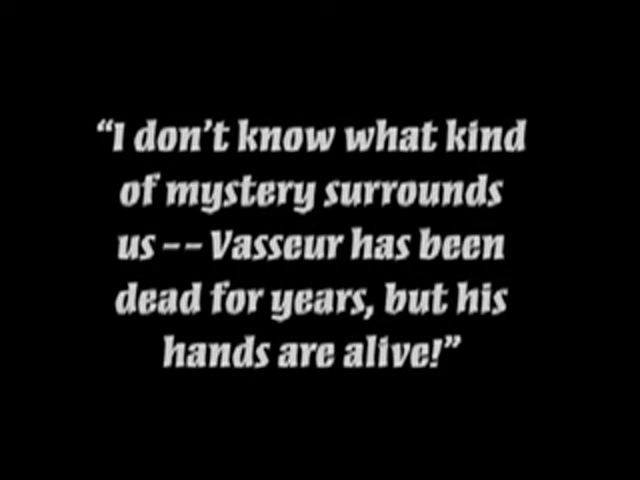 “I don’t know what kind
of mystery surrounds
us -- Vasseur has been
dead for years, but his
hands are alive!”